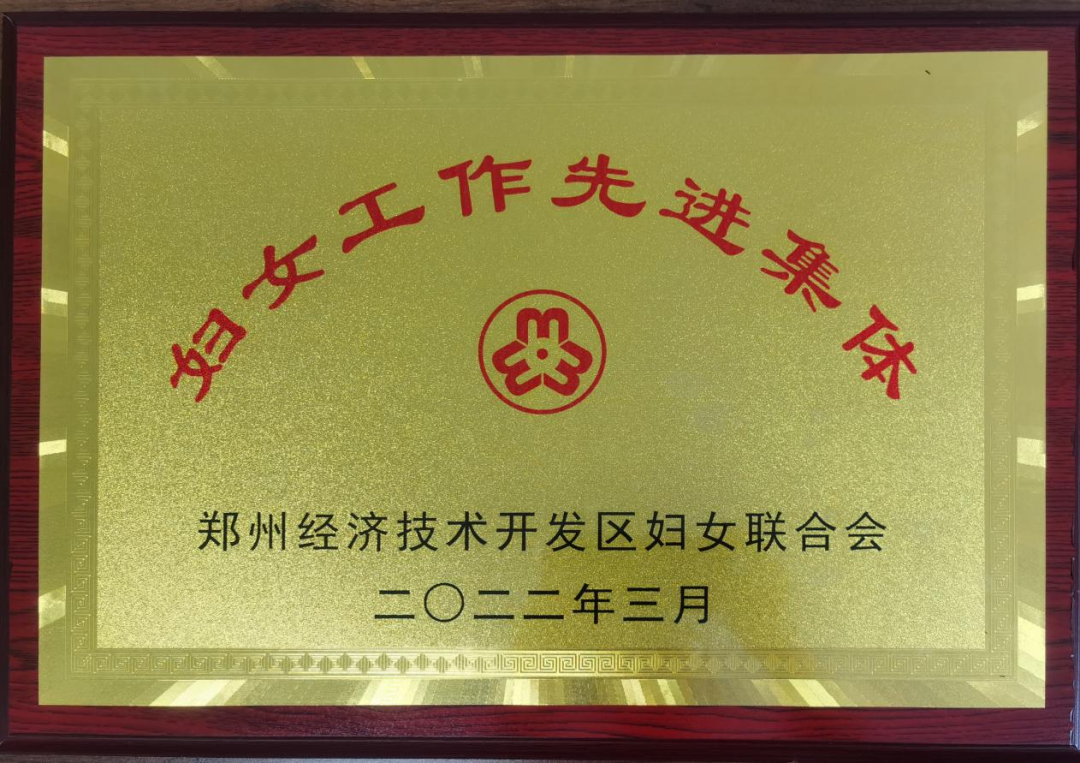 妇女工作先进集体
郑州经济技术开发区妇女联合会
二〇二二年三月